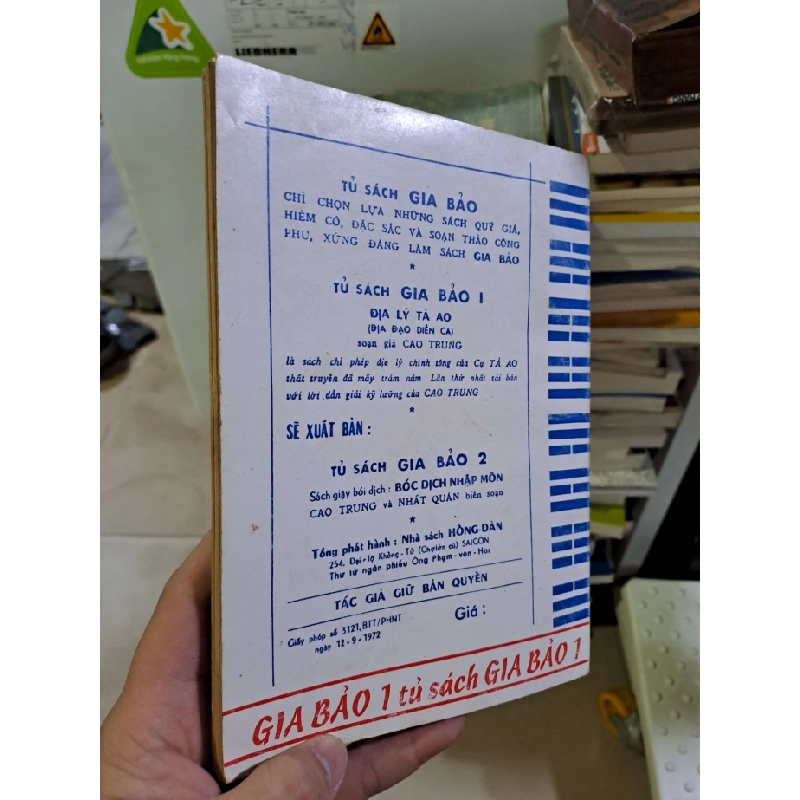 LIEBHERR
TỦ SÁCH GIA BẢO
CHỈ CHỌN LỰA NHỮNG SÁCH QUÝ GIÁ,
HIẾM CÓ, ĐẶC SẮC VÀ SOẠN THẢO CÔNG
PHU, XỨNG ĐÁNG LÀM SÁCH GIA BẢO
*
TỦ SÁCH GIA BẢO 1
ĐỊA LÝ TẢ AO
(ĐỊA ĐẠO DIỄN CA)
soạn giả CAO TRUNG
là sách chỉ phép địa lý chính tông của Cụ TẢ AO
thất truyền đã mấy trăm năm. Lần thứ nhất tái bản
với lời dẫn giải kỹ lưỡng của CAO TRUNG
*
SẼ XUẤT BẢN :
TỦ SÁCH GIA BẢO 2
Sách giậy bói dịch : BÓC DỊCH NHẬP MÔN
CAO TRUNG và NHẤT QUÁN biên soạn
*
Tổng phát hành : Nhà sách HỒNG-DÂN
254, Đại-lộ Khổng-Tử (Chợlớn cũ) SAIGON
Thư từ ngân phiếu Ông Phạm-văn-Hai
TÁC GIẢ GIỮ BẢN QUYỀN
Giấy phép số 5121,BTT/PHNT
ngày 12-9-1972
Giá :
GIA BẢO 1 tủ sách GIA BẢO 1